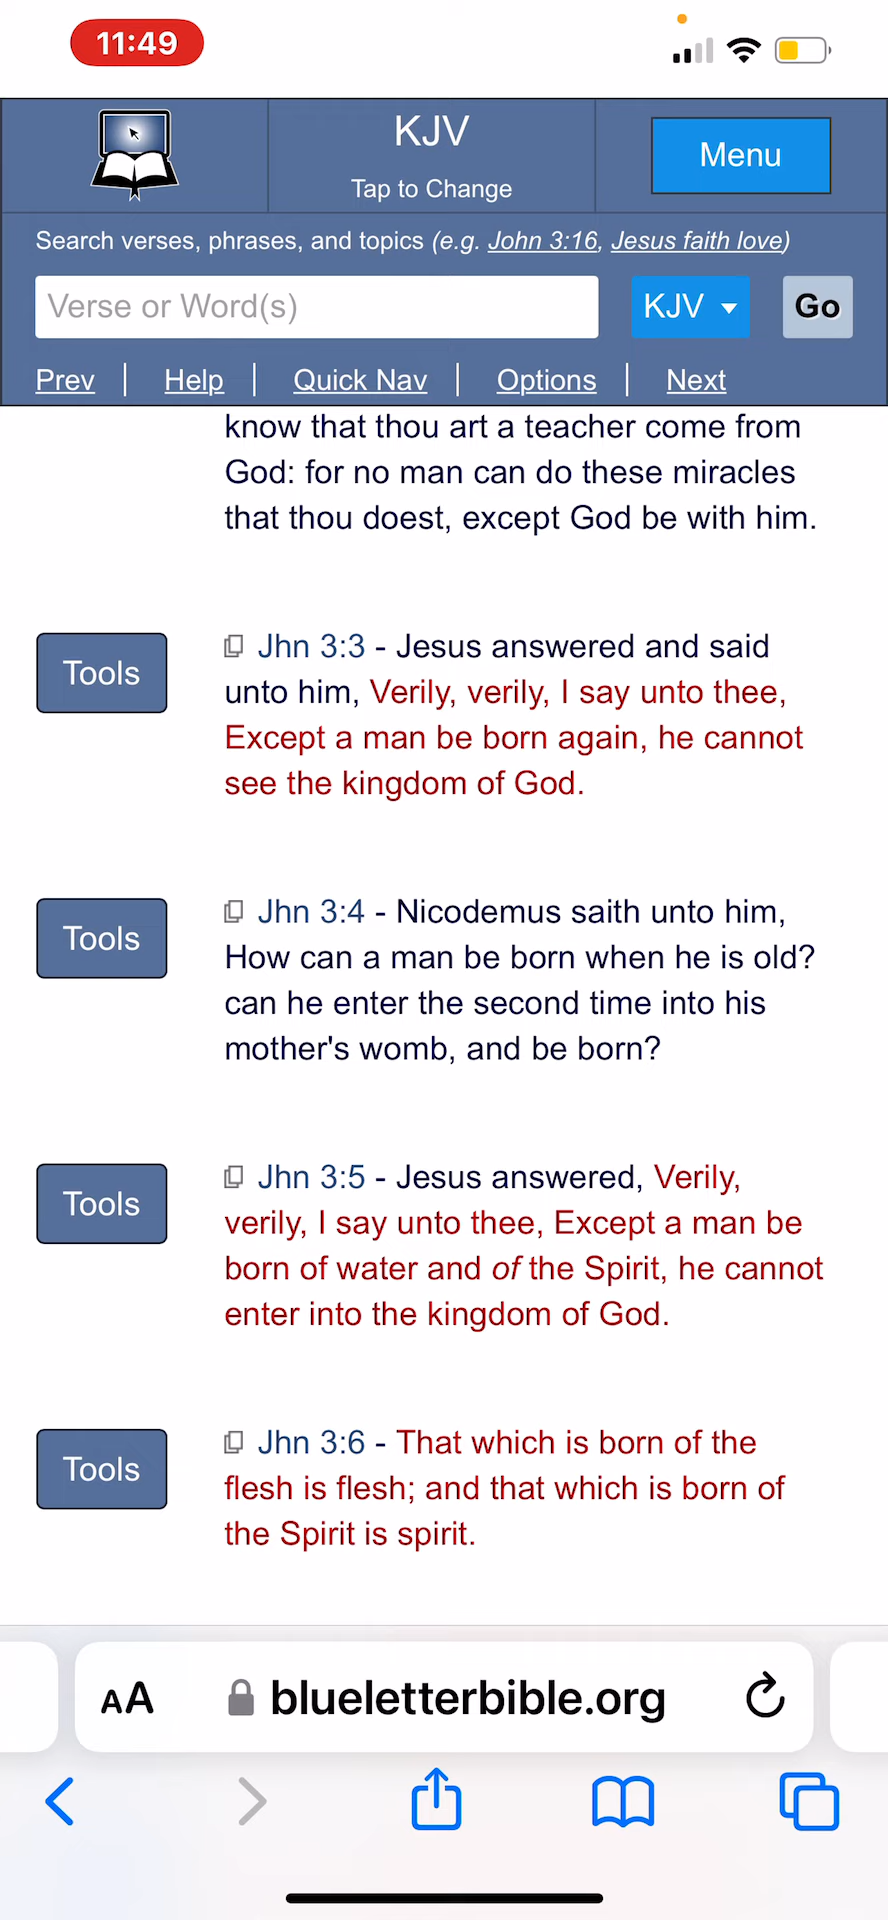 11:49
KJV
Tap to Change
Menu
Search verses, phrases, and topics (e.g. John 3:16, Jesus faith love)
Verse or Word(s)
KJV
Go
Prev | Help | Quick Nav | Options | Next
know that thou art a teacher come from
God: for no man can do these miracles
that thou doest, except God be with him.
Tools
Jhn 3:3 - Jesus answered and said
unto him, Verily, verily, I say unto thee,
Except a man be born again, he cannot
see the kingdom of God.
Tools
Jhn 3:4 - Nicodemus saith unto him,
How can a man be born when he is old?
can he enter the second time into his
mother's womb, and be born?
Tools
Jhn 3:5 - Jesus answered, Verily,
verily, I say unto thee, Except a man be
born of water and of the Spirit, he cannot
enter into the kingdom of God.
Tools
Jhn 3:6 - That which is born of the
flesh is flesh; and that which is born of
the Spirit is spirit.
AA blueletterbible.org